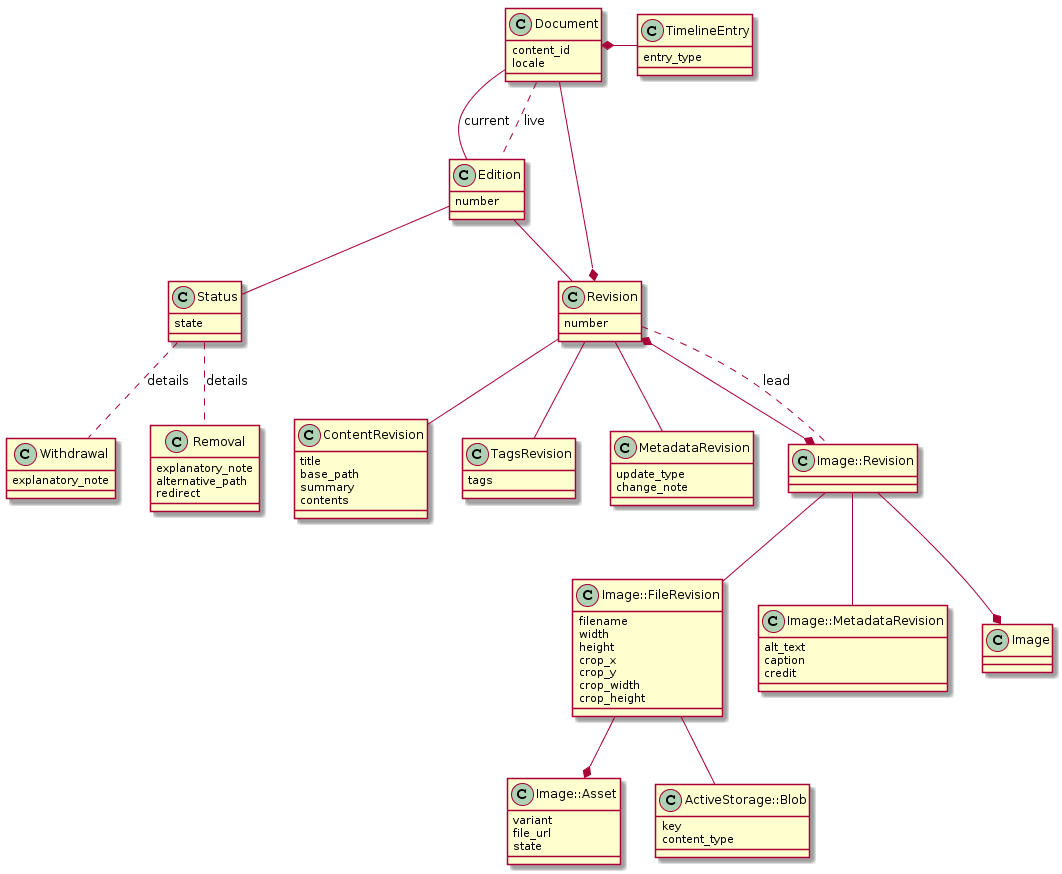 C Document
content_id
locale
C TimelineEntry
entry_type
current
live
C Edition
number
C Status
state
C Revision
number
details
details
lead
C Withdrawal
explanatory_note
C Removal
explanatory_note
alternative_path
redirect
C ContentRevision
title
base_path
summary
contents
C TagsRevision
tags
C MetadataRevision
update_type
change_note
C Image::Revision
C Image::FileRevision
filename
width
height
crop_x
crop_y
crop_width
crop_height
C Image::MetadataRevision
alt_text
caption
credit
C Image
C Image::Asset
variant
file_url
state
C ActiveStorage::Blob
key
content_type